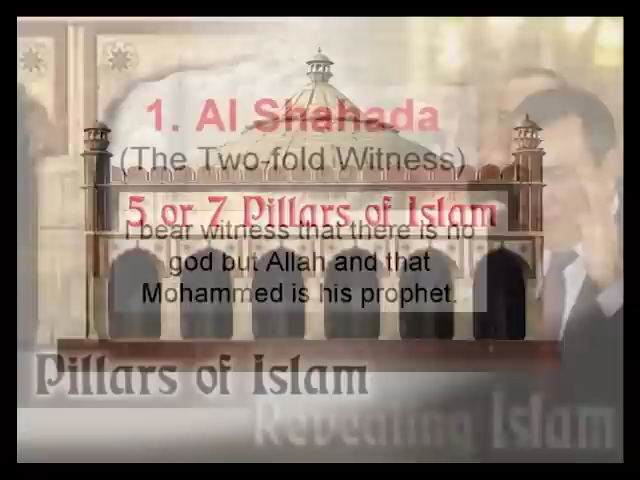 1. Al Shahada
(The Two-fold Witness)
5 or 7 Pillars of Islam
I bear witness that there is no
god but Allah and that
Mohammed is his prophet.
Pillars of Islam
Revealing Islam